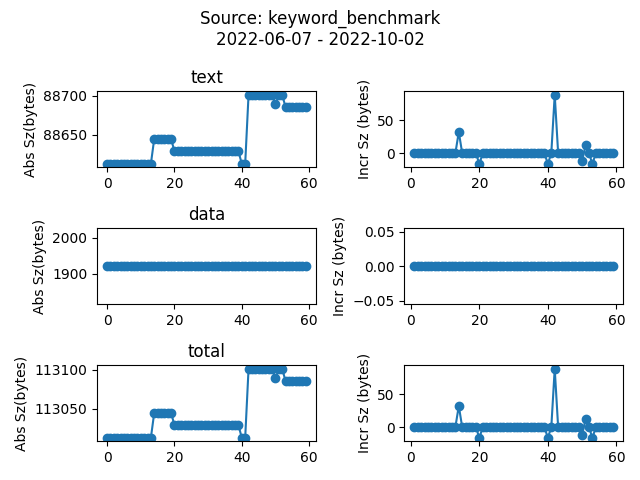 Source: keyword_benchmark
2022-06-07 - 2022-10-02
text
Abs Sz(bytes)
88700
88650
0 20 40 60
Incr Sz (bytes)
50
0
0 20 40 60
data
Abs Sz(bytes)
2000
1900
0 20 40 60
Incr Sz (bytes)
0.05
0.00
−0.05
0 20 40 60
total
Abs Sz(bytes)
113100
113050
0 20 40 60
Incr Sz (bytes)
50
0
0 20 40 60